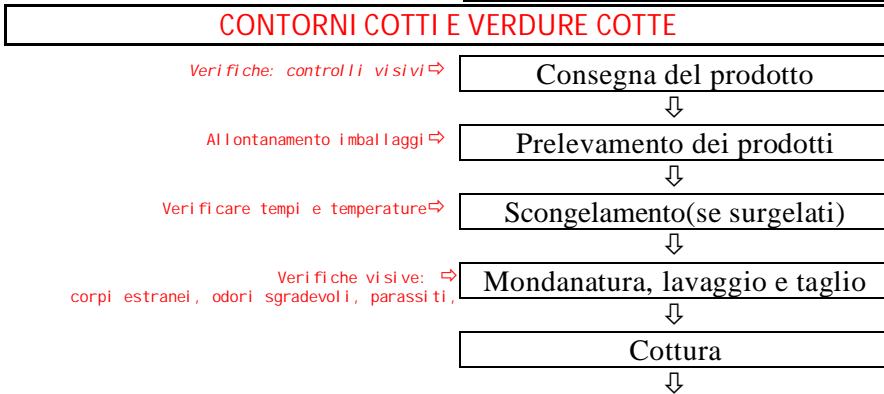 CONTORNI COTTI E VERDURE COTTE
Verifiche: controlli visivi⇨ Consegna del prodotto
⇩
Allontanamento imballaggi⇨ Prelevamento dei prodotti
⇩
Verificare tempi e temperature⇨ Scongelamento(se surgelati)
⇩
Verifiche visive: ⇨
corpi estranei, odori sgradevoli, parassiti,
Mondanatura, lavaggio e taglio
⇩
Cottura
⇩